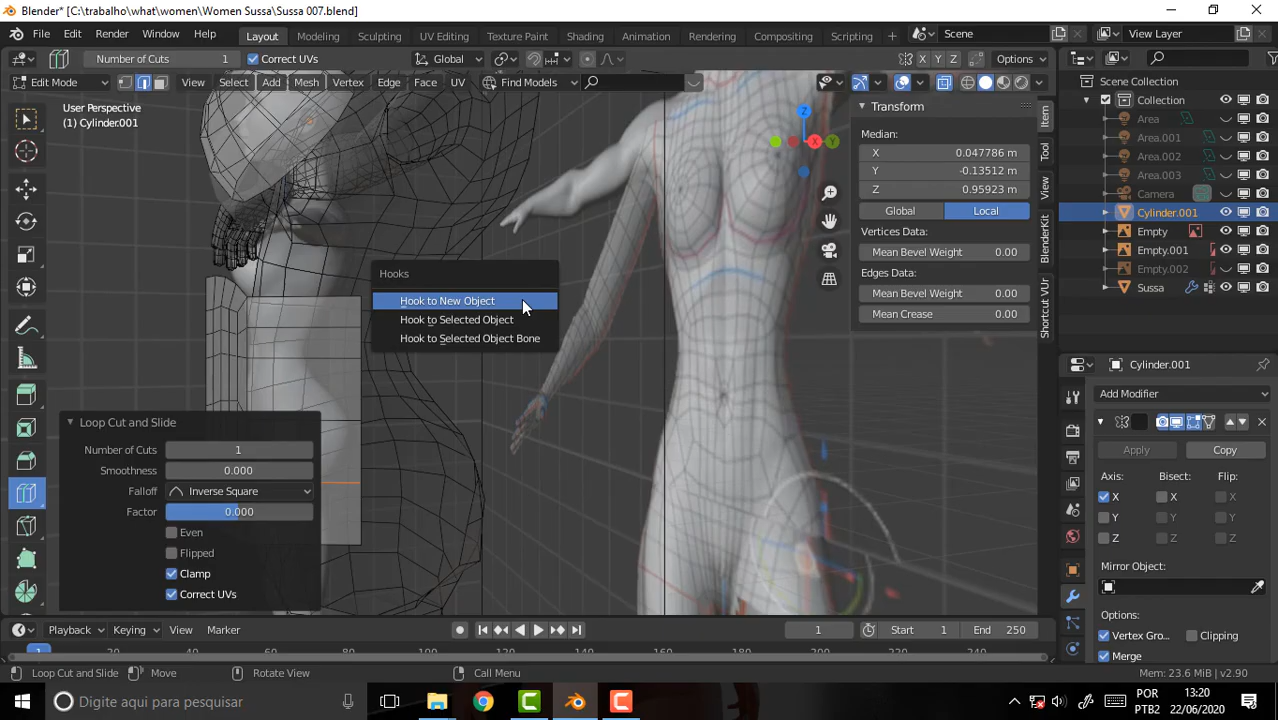 Blender* [C:\trabalho\what\women\Women Sussa\Sussa 007.blend]
File Edit Render Window Help
Layout Modeling Sculpting UV Editing Texture Paint Shading Animation Rendering Compositing Scripting
Scene
View Layer
Number of Cuts 1
Correct UVs
Global
X Y Z
Options
Edit Mode
View Select Add Mesh Vertex Edge Face UV Find Models
User Perspective
(1) Cylinder.001
Transform
Median:
X 0.047786 m
Y -0.13512 m
Z 0.95923 m
Global Local
Vertices Data:
Mean Bevel Weight 0.00
Edges Data:
Mean Bevel Weight 0.00
Mean Crease 0.00
Item
Tool
View
BlenderKit
Shortcut VUr
Z
X
Y
Scene Collection
Collection
Area
Area.001
Area.002
Area.003
Camera
Cylinder.001
Empty
Empty.001
Empty.002
Sussa
Hooks
Hook to New Object
Hook to Selected Object
Hook to Selected Object Bone
Loop Cut and Slide
Number of Cuts 1
Smoothness 0.000
Falloff Inverse Square
Factor 0.000
Even
Flipped
Clamp
Correct UVs
Cylinder.001
Add Modifier
Apply Copy
Axis: Bisect: Flip:
X X X
Y Y Y
Z Z Z
Mirror Object:
Options:
Vertex Gro... Clipping
Merge
Playback Keying View Marker
1
Start 1
End 250
1 20 40 60 80 100 120 140 160 180 200 220 240
Loop Cut and Slide Move Rotate View Call Menu
Mem: 23.6 MiB | v2.90
Digite aqui para pesquisar
POR
PTB2
13:20
22/06/2020